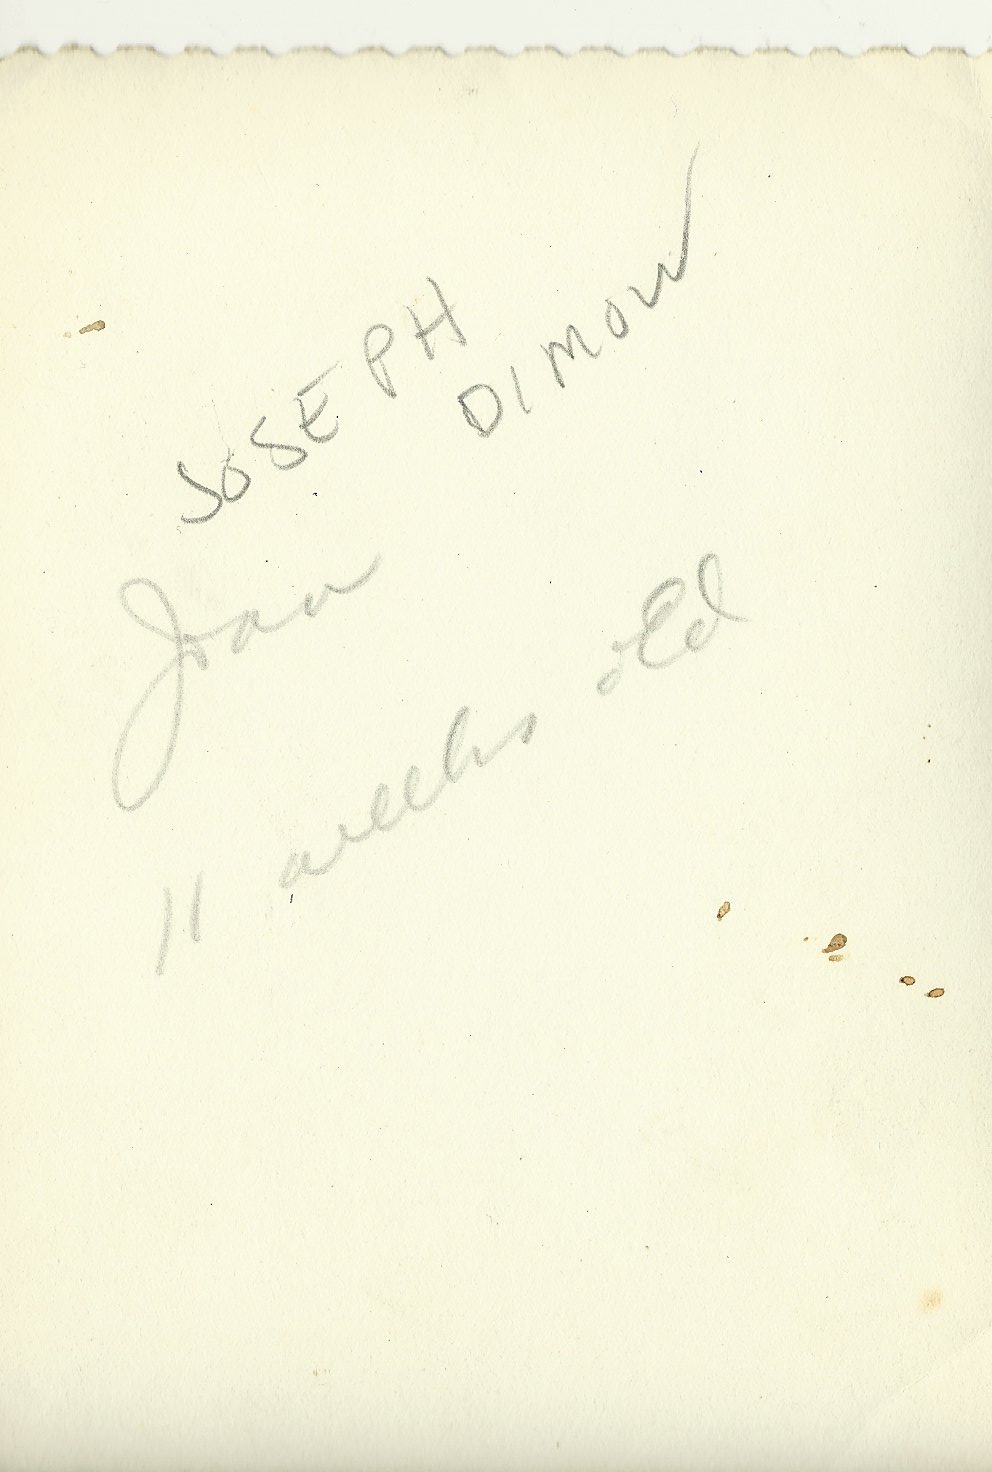 JOSEPH
DIMOW
Joan
11 weeks old